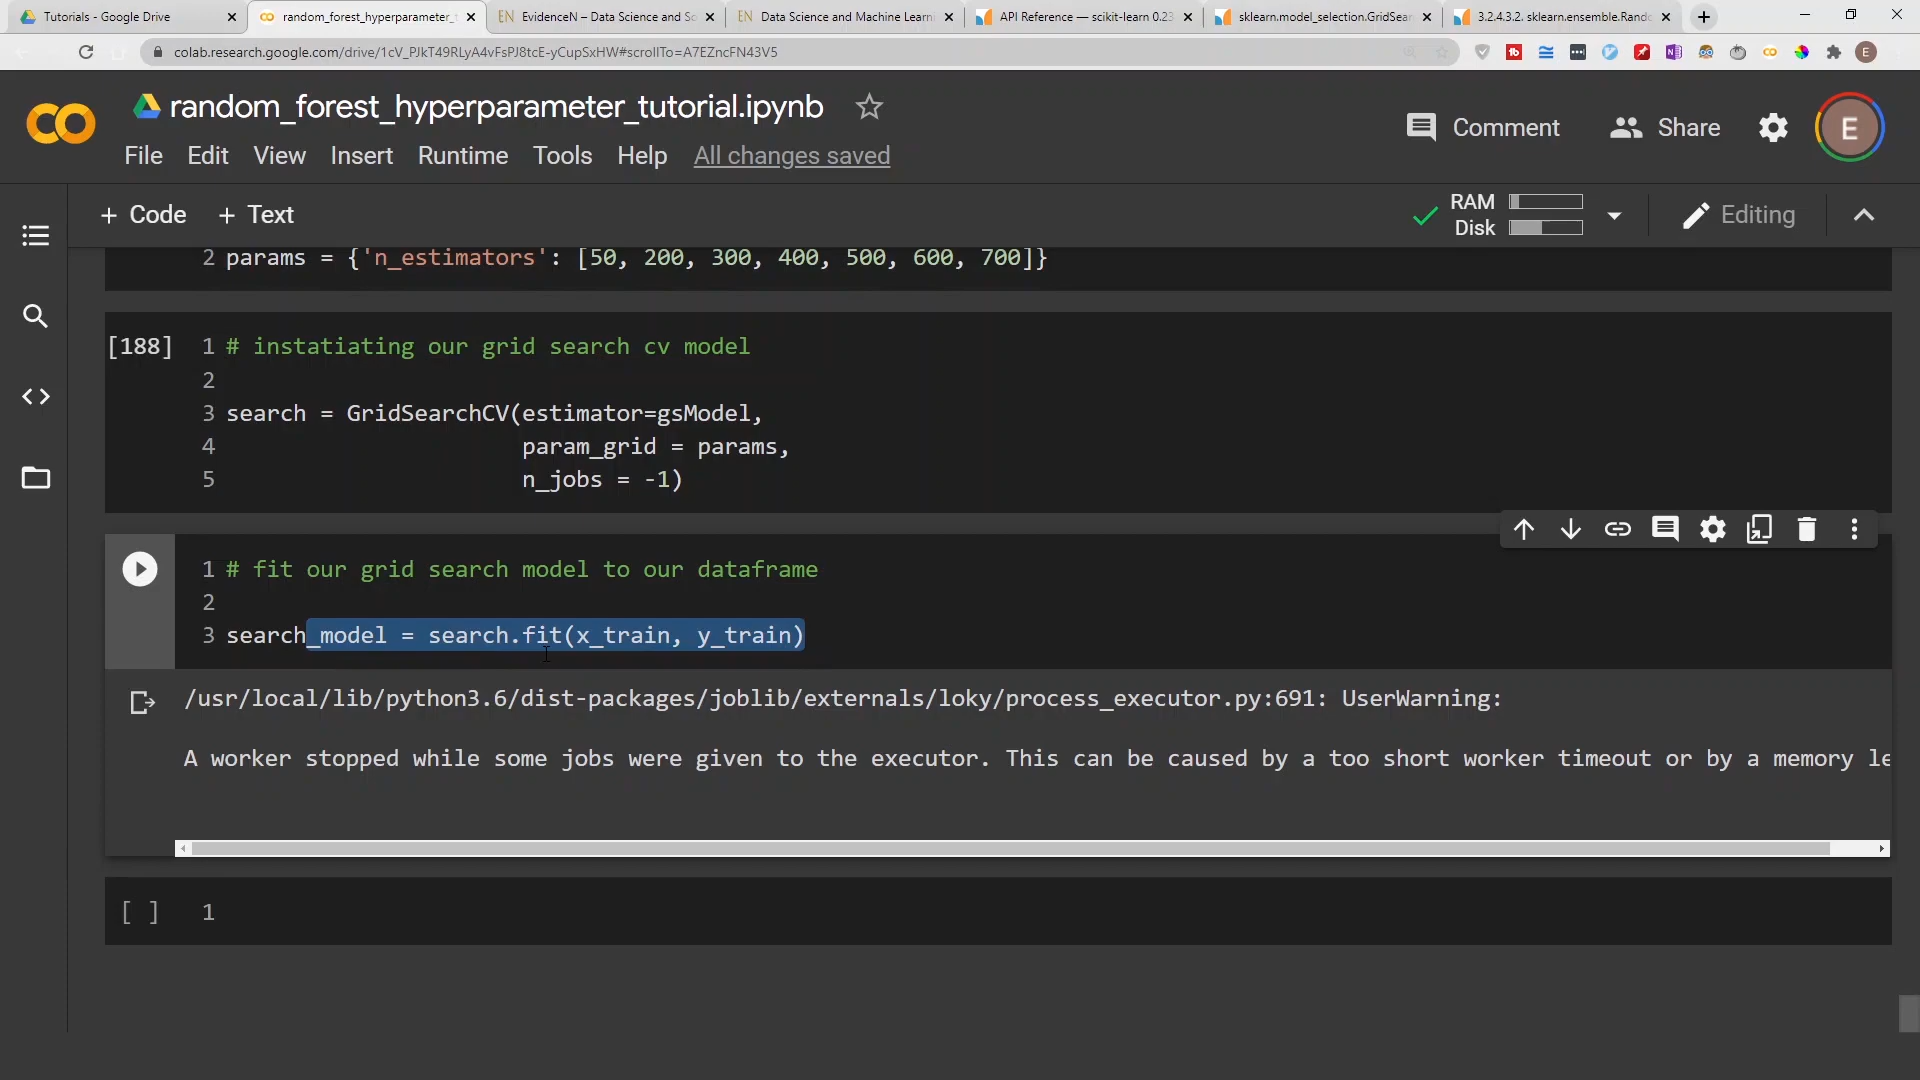 Tutorials - Google Drive
random_forest_hyperparameter_t
EN EvidenceN – Data Science and So
EN Data Science and Machine Learni
API Reference — scikit-learn 0.23
sklearn.model_selection.GridSear
3.2.4.3.2. sklearn.ensemble.Rando
colab.research.google.com/drive/1cV_PJkT49RLyA4vFsPJ8tcE-yCupSxHW#scrollTo=A7EZncFN43V5
E
random_forest_hyperparameter_tutorial.ipynb
Comment
Share
E
File Edit View Insert Runtime Tools Help All changes saved
+ Code + Text
RAM
Disk
Editing
2 params = {'n_estimators': [50, 200, 300, 400, 500, 600, 700]}
[188] 1 # instatiating our grid search cv model
2
3 search = GridSearchCV(estimator=gsModel,
4 param_grid = params,
5 n_jobs = -1)
1 # fit our grid search model to our dataframe
2
3 search_model = search.fit(x_train, y_train)
/usr/local/lib/python3.6/dist-packages/joblib/externals/loky/process_executor.py:691: UserWarning:
A worker stopped while some jobs were given to the executor. This can be caused by a too short worker timeout or by a memory le
[ ] 1